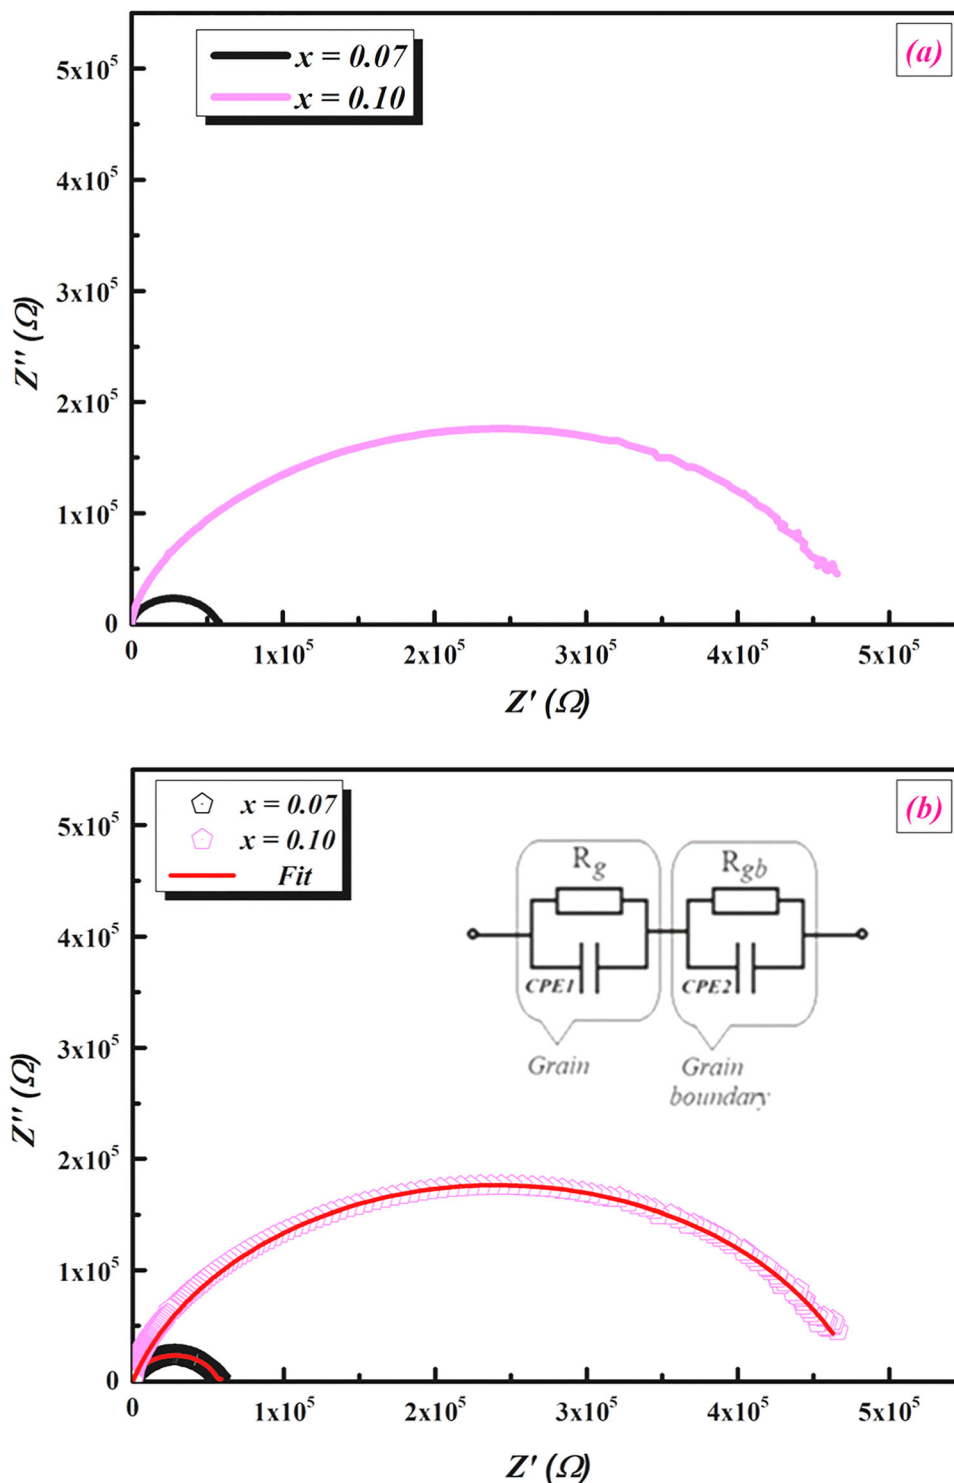 (a)
x = 0.07
x = 0.10
5x10⁵
4x10⁵
3x10⁵
2x10⁵
1x10⁵
0
Z'' (Ω)
0 1x10⁵ 2x10⁵ 3x10⁵ 4x10⁵ 5x10⁵
Z' (Ω)
(b)
x = 0.07
x = 0.10
Fit
R_g R_gb
CPE1 CPE2
Grain Grain
boundary
5x10⁵
4x10⁵
3x10⁵
2x10⁵
1x10⁵
0
Z'' (Ω)
0 1x10⁵ 2x10⁵ 3x10⁵ 4x10⁵ 5x10⁵
Z' (Ω)